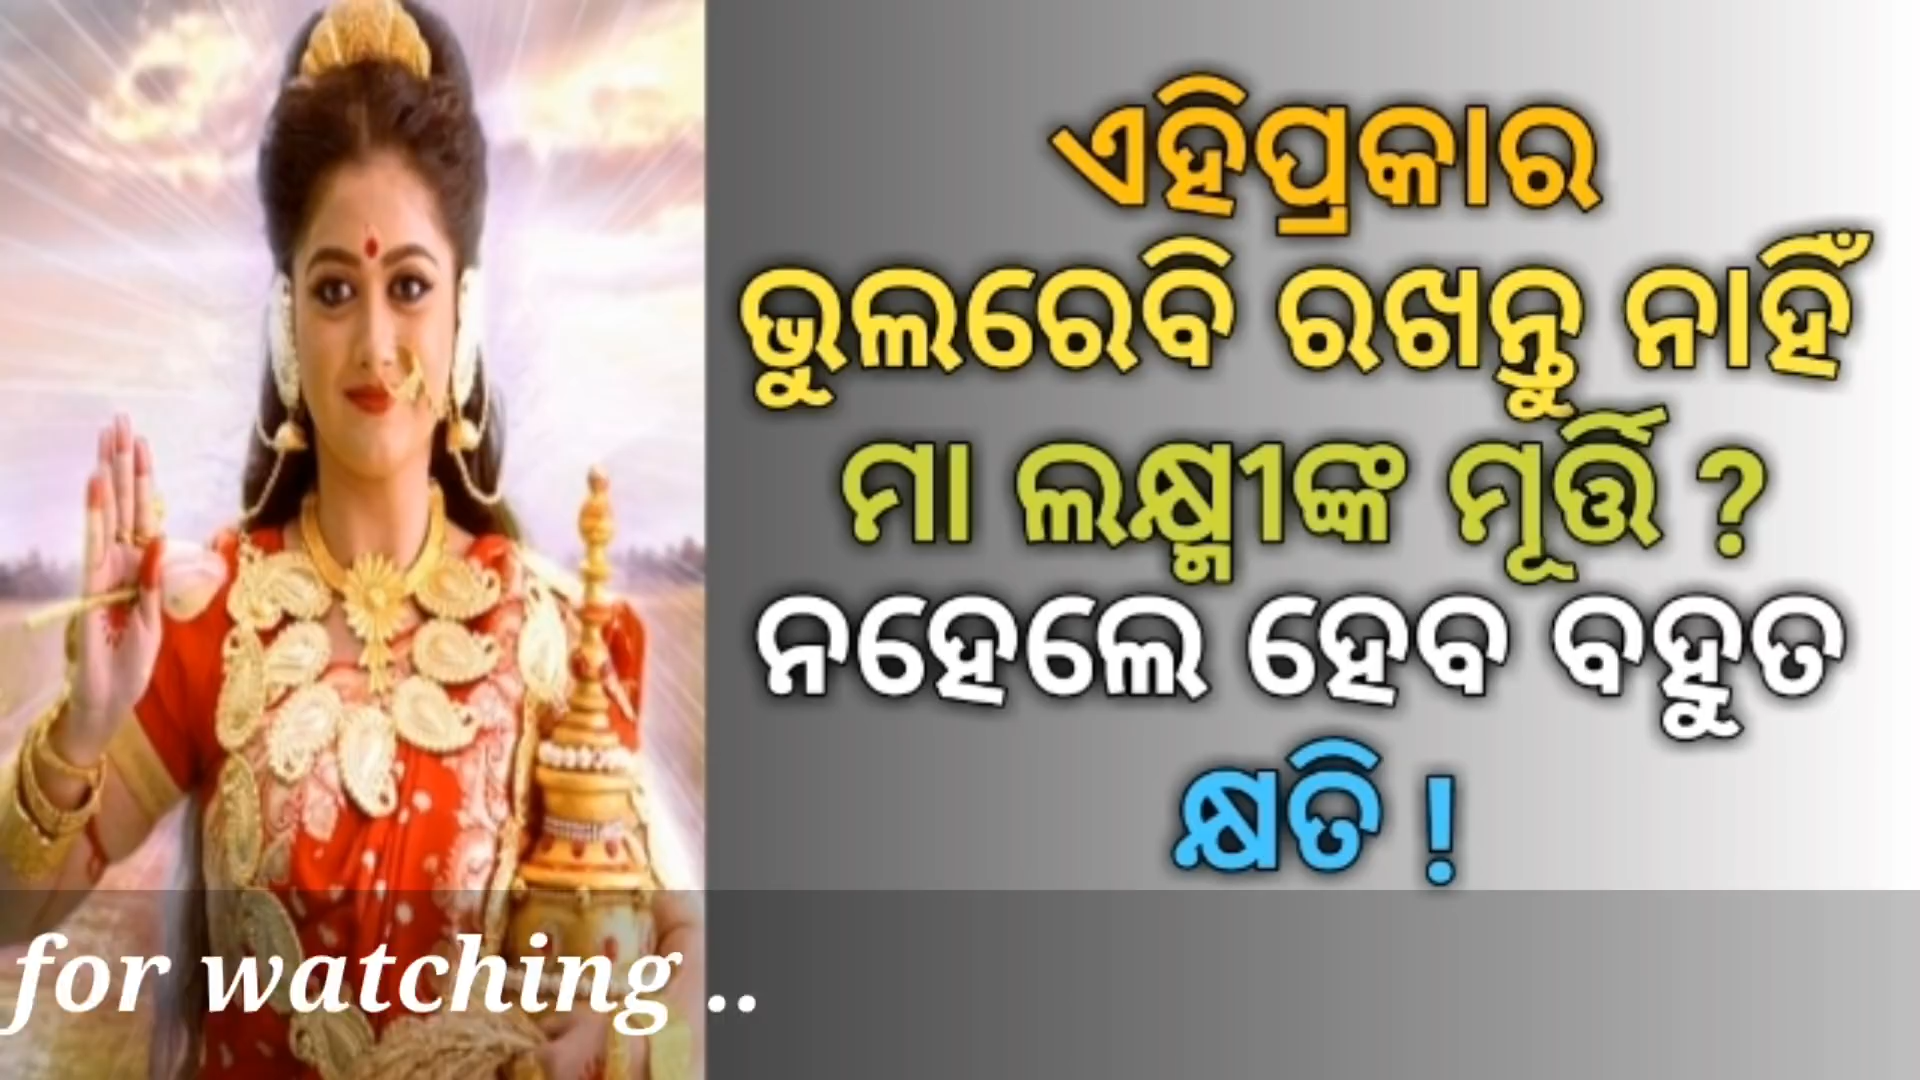 ଏହିପ୍ରକାର
ଭୁଲରେବି ରଖନ୍ତୁ ନାହିଁ
ମା ଲକ୍ଷ୍ମୀଙ୍କ ମୂର୍ତ୍ତି ?
ନହେଲେ ହେବ ବହୁତ
କ୍ଷତି !
for watching ..